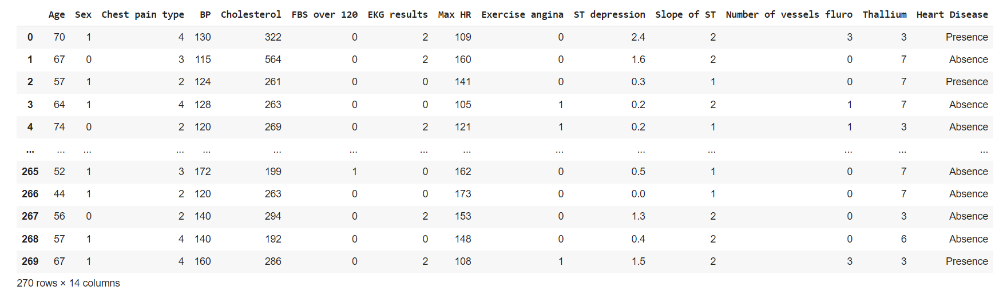 Age Sex Chest pain type BP Cholesterol FBS over 120 EKG results Max HR Exercise angina ST depression Slope of ST Number of vessels fluro Thallium Heart Disease
0 70 1 4 130 322 0 2 109 0 2.4 2 3 3 Presence
1 67 0 3 115 564 0 2 160 0 1.6 2 0 7 Absence
2 57 1 2 124 261 0 0 141 0 0.3 1 0 7 Presence
3 64 1 4 128 263 0 0 105 1 0.2 2 1 7 Absence
4 74 0 2 120 269 0 2 121 1 0.2 1 1 3 Absence
... ... ... ... ... ... ... ... ... ... ... ... ... ... ...
265 52 1 3 172 199 1 0 162 0 0.5 1 0 7 Absence
266 44 1 2 120 263 0 0 173 0 0.0 1 0 7 Absence
267 56 0 2 140 294 0 2 153 0 1.3 2 0 3 Absence
268 57 1 4 140 192 0 0 148 0 0.4 2 0 6 Absence
269 67 1 4 160 286 0 2 108 1 1.5 2 3 3 Presence
270 rows × 14 columns